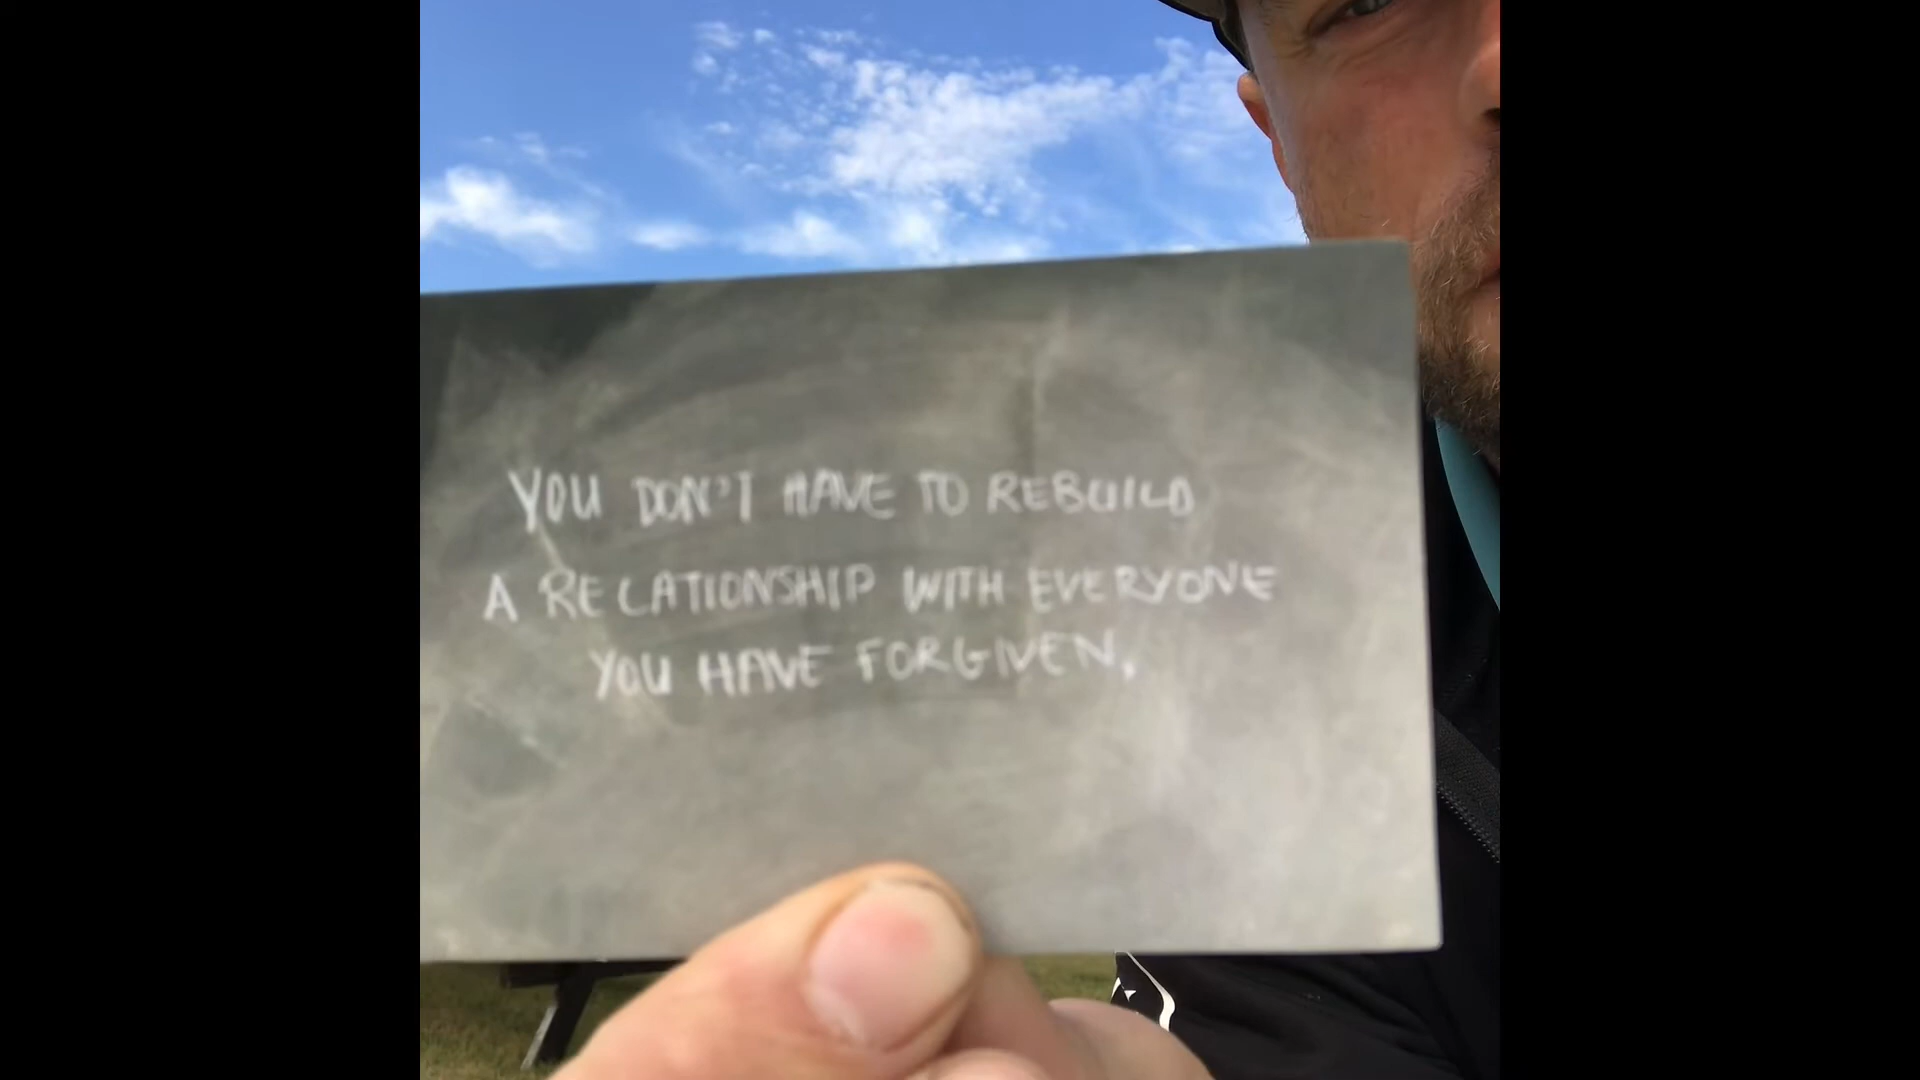 YOU DON'T HAVE TO REBUILD
A RELATIONSHIP WITH EVERYONE
YOU HAVE FORGIVEN.